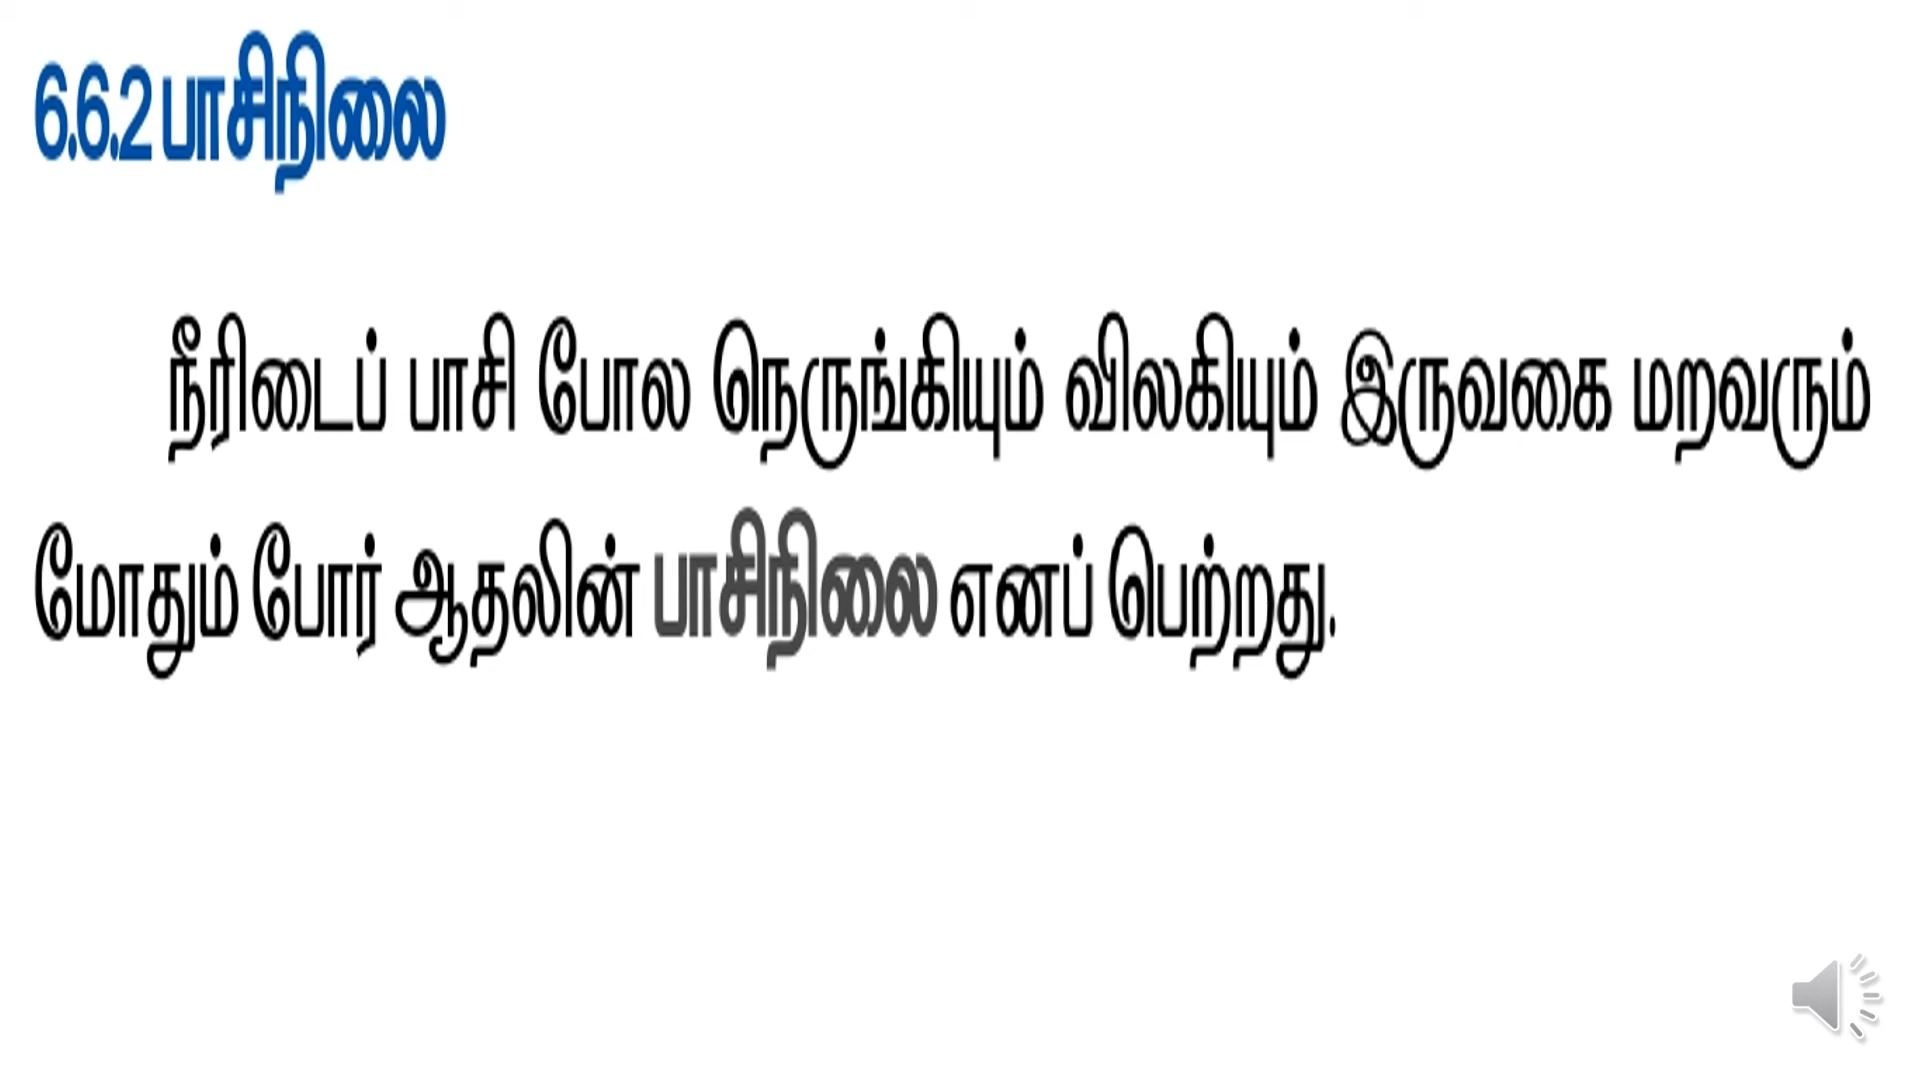 6.6.2 பாசிநிலை
நீரிடைப் பாசி போல நெருங்கியும் விலகியும் இருவகை மறவரும்
மோதும் போர் ஆதலின் பாசிநிலை எனப் பெற்றது.